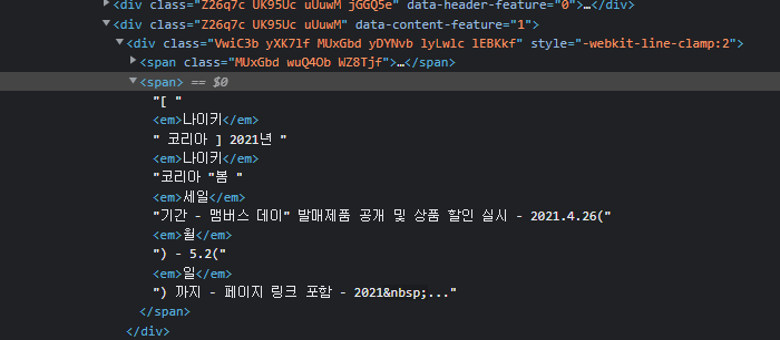 <div class="Z26q7c UK95Uc uUuwM jGGQ5e" data-header-feature="0">…</div>
<div class="Z26q7c UK95Uc uUuwM" data-content-feature="1">
<div class="VwiC3b yXK7lf MUxGbd yDYNvb lyLwlc lEBKkf" style="-webkit-line-clamp:2">
<span class="MUxGbd wuQ4Ob WZ8Tjf">…</span>
<span> == $0
"[ "
<em>나이키</em>
" 코리아 ] 2021년 "
<em>나이키</em>
"코리아 "봄 "
<em>세일</em>
"기간 - 맴버스 데이" 발매제품 공개 및 상품 할인 실시 - 2021.4.26("
<em>월</em>
") - 5.2("
<em>일</em>
") 까지 - 페이지 링크 포함 - 2021&nbsp;..."
</span>
</div>